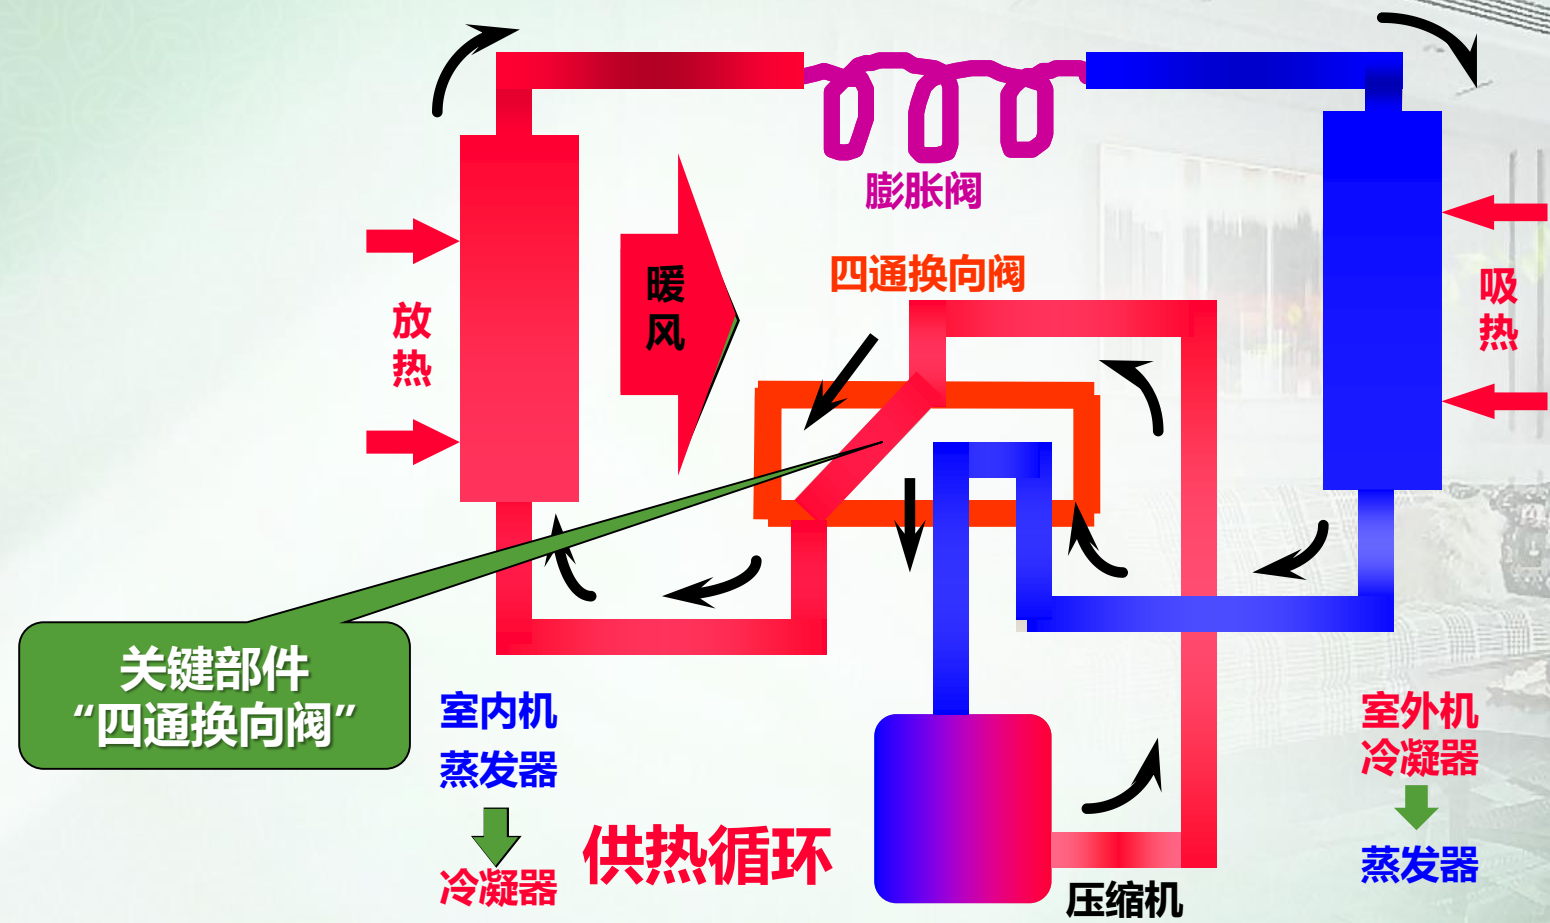 膨胀阀
四通换向阀
暖
风
放
热
吸
热
关键部件
“四通换向阀”
室内机
蒸发器
冷凝器
供热循环
压缩机
室外机
冷凝器
蒸发器